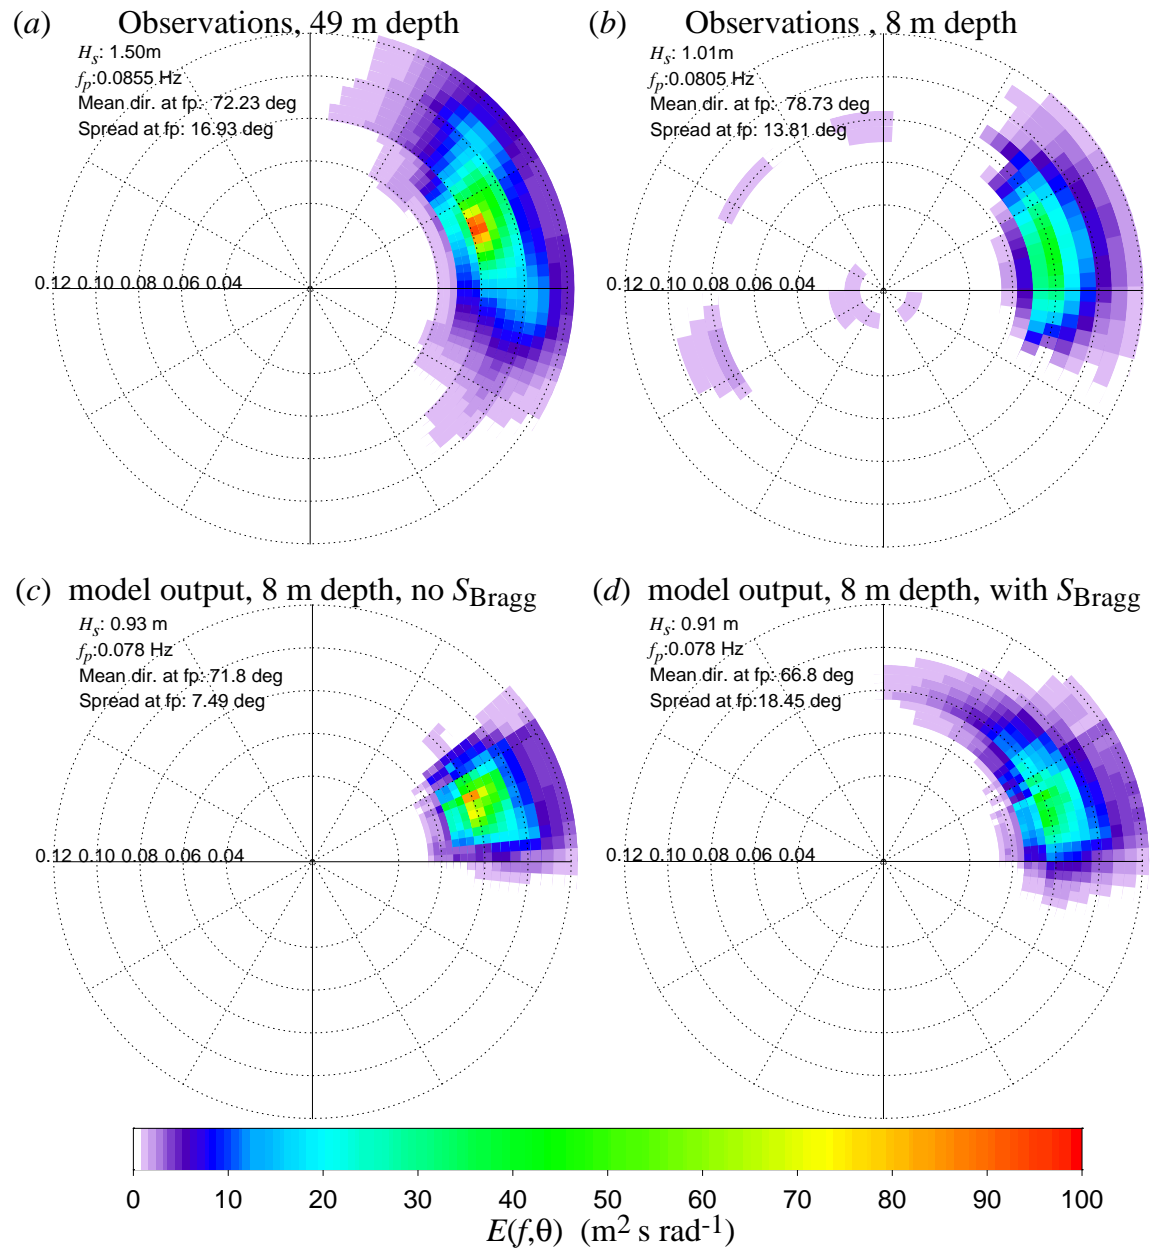 (a) Observations, 49 m depth
Hs: 1.50m
fp:0.0855 Hz
Mean dir. at fp: 72.23 deg
Spread at fp: 16.93 deg
0.12 0.10 0.08 0.06 0.04
(b) Observations , 8 m depth
Hs: 1.01m
fp:0.0805 Hz
Mean dir. at fp: 78.73 deg
Spread at fp: 13.81 deg
0.12 0.10 0.08 0.06 0.04
(c) model output, 8 m depth, no SBragg
Hs: 0.93 m
fp:0.078 Hz
Mean dir. at fp: 71.8 deg
Spread at fp: 7.49 deg
0.12 0.10 0.08 0.06 0.04
(d) model output, 8 m depth, with SBragg
Hs: 0.91 m
fp:0.078 Hz
Mean dir. at fp: 66.8 deg
Spread at fp:18.45 deg
0.12 0.10 0.08 0.06 0.04
0 10 20 30 40 50 60 70 80 90 100
E(f,θ) (m² s rad⁻¹)